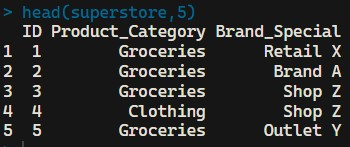 > head(superstore,5)
  ID Product_Category Brand_Special
1  1        Groceries      Retail X
2  2        Groceries       Brand A
3  3        Groceries        Shop Z
4  4         Clothing        Shop Z
5  5        Groceries      Outlet Y